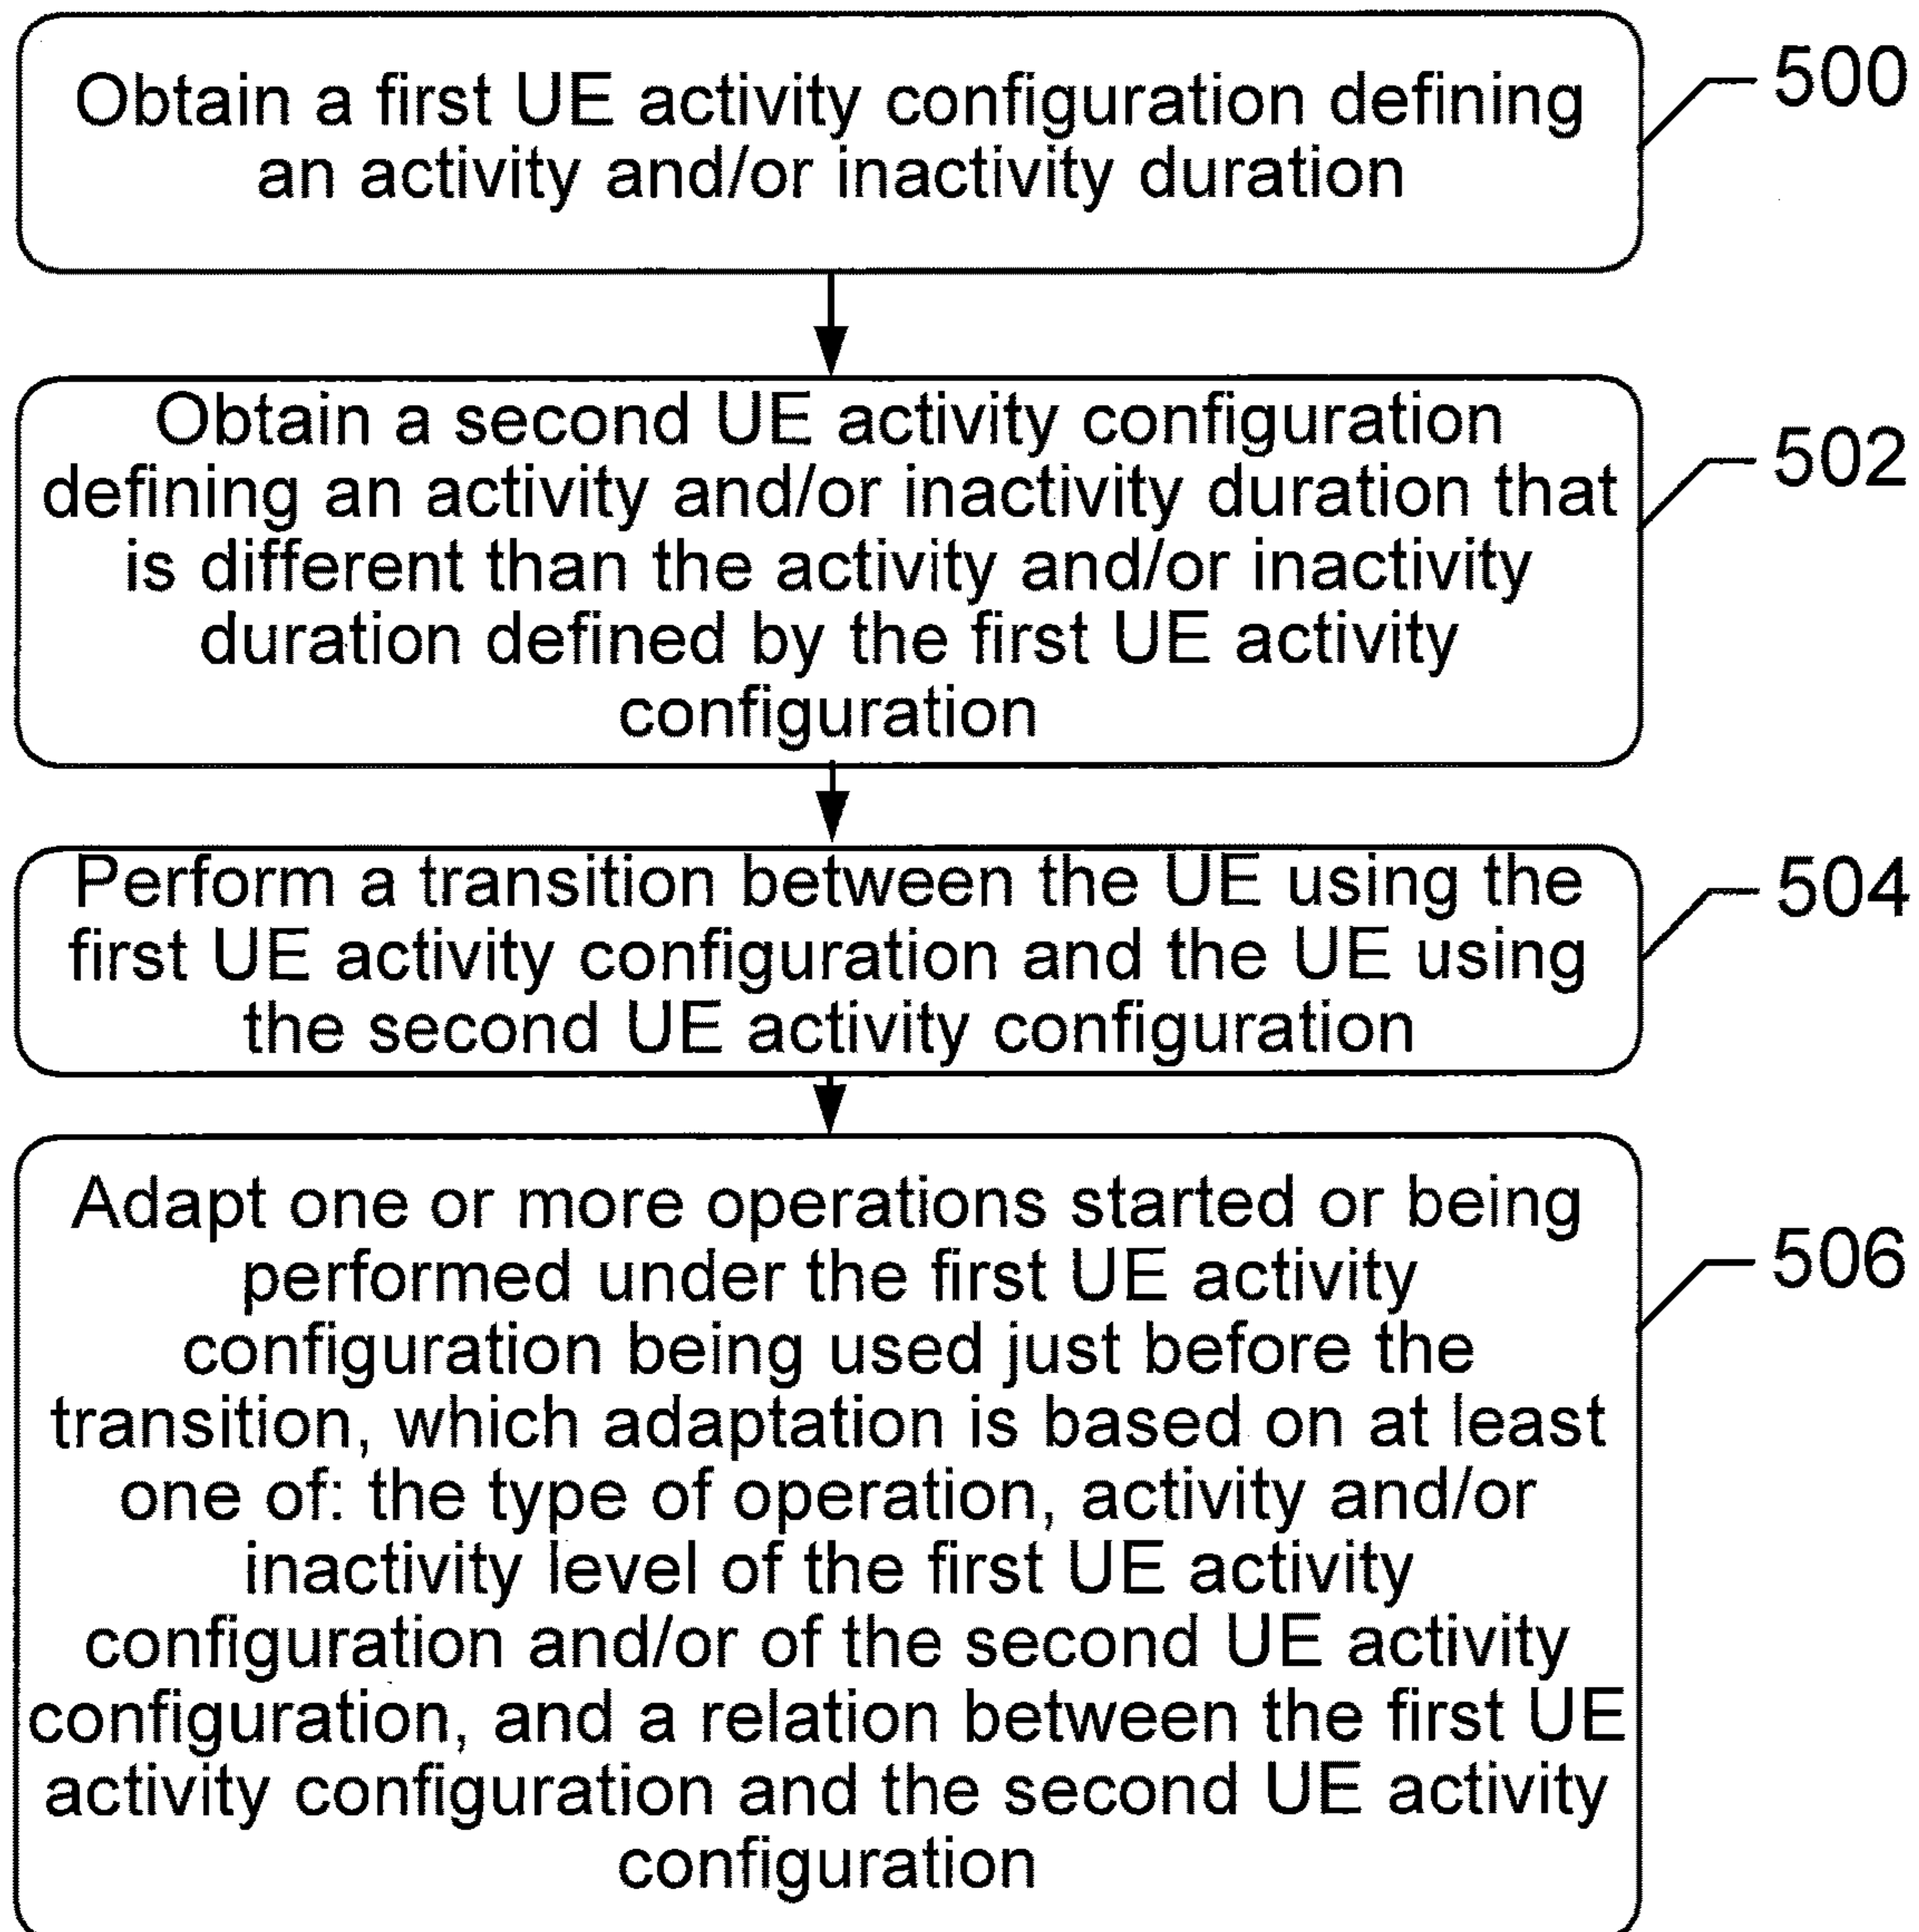 Obtain a first UE activity configuration defining
an activity and/or inactivity duration
500
Obtain a second UE activity configuration
defining an activity and/or inactivity duration that
is different than the activity and/or inactivity
duration defined by the first UE activity
configuration
502
Perform a transition between the UE using the
first UE activity configuration and the UE using
the second UE activity configuration
504
Adapt one or more operations started or being
performed under the first UE activity
configuration being used just before the
transition, which adaptation is based on at least
one of: the type of operation, activity and/or
inactivity level of the first UE activity
configuration and/or of the second UE activity
configuration, and a relation between the first UE
activity configuration and the second UE activity
configuration
506